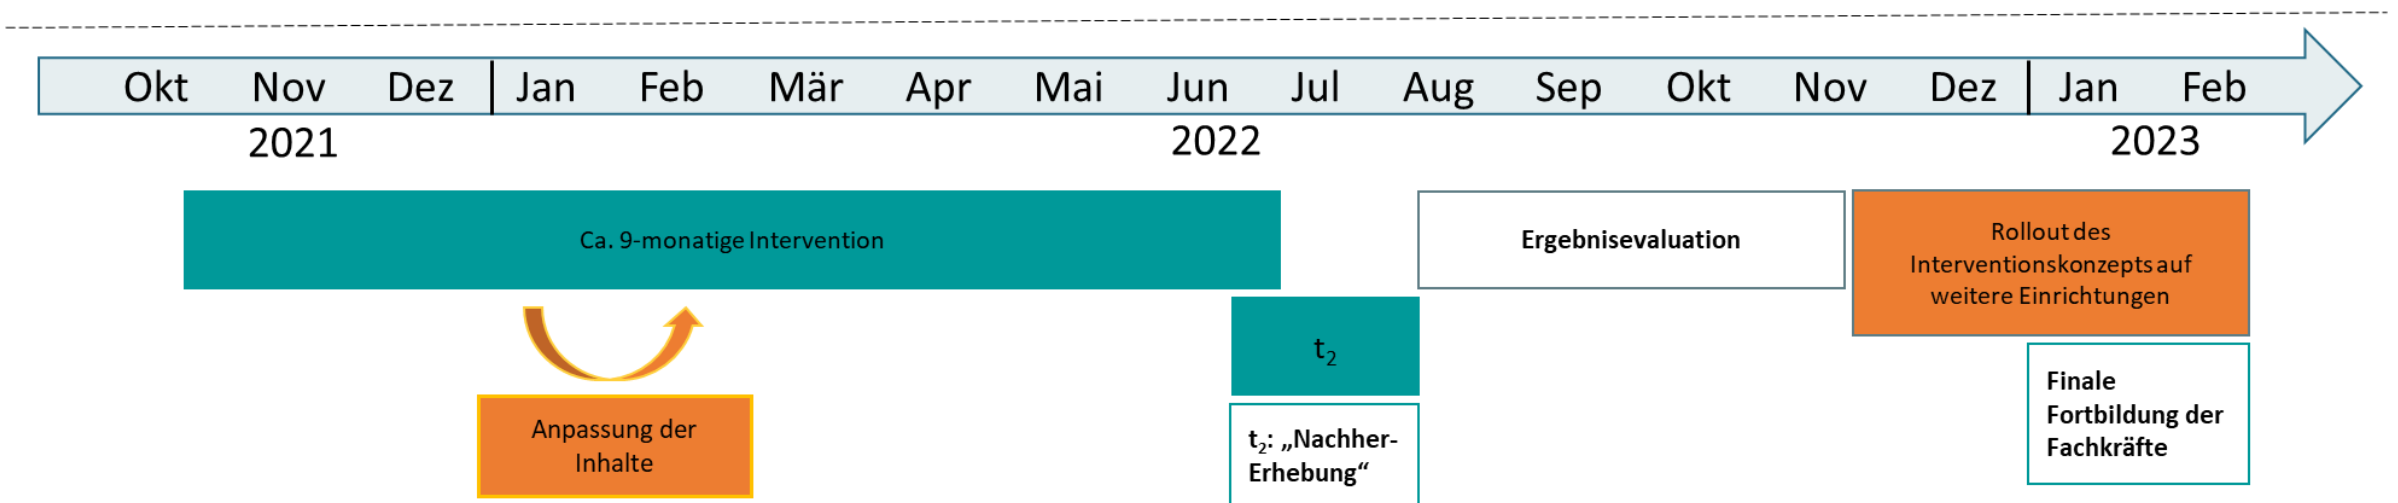 Okt Nov Dez Jan Feb Mär Apr Mai Jun Jul Aug Sep Okt Nov Dez Jan Feb
2021 2022 2023
Ca. 9-monatige Intervention
Ergebnisevaluation
Rollout des
Interventionskonzepts auf
weitere Einrichtungen
t₂
Anpassung der
Inhalte
t₂: „Nachher-
Erhebung“
Finale
Fortbildung der
Fachkräfte